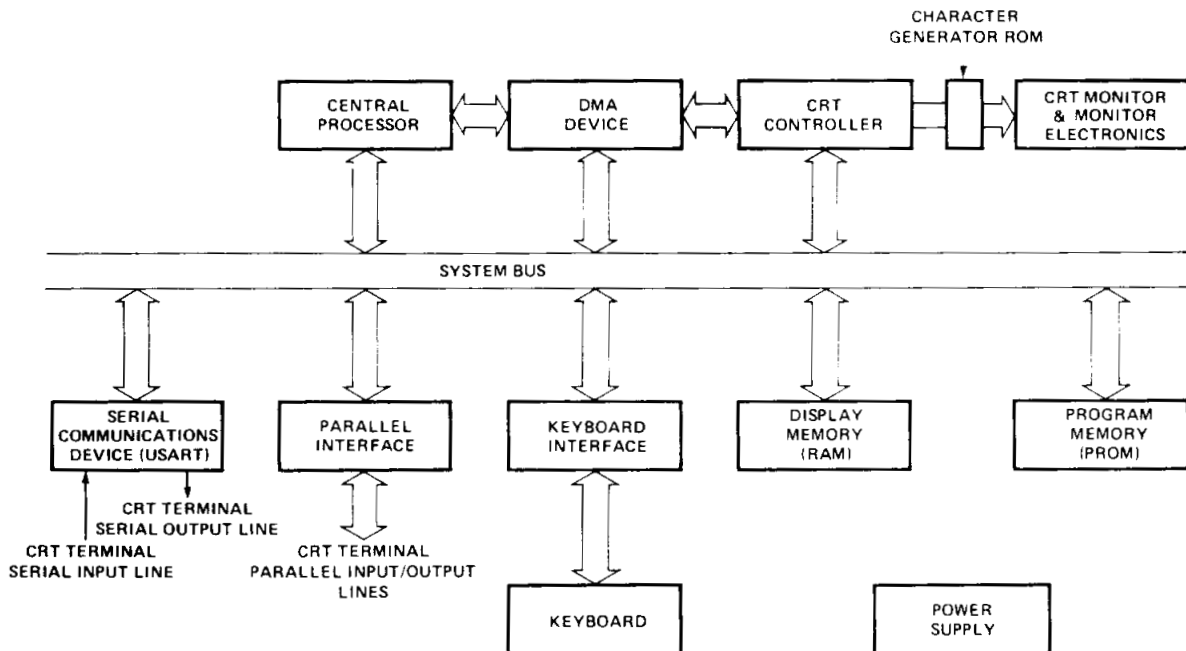 CHARACTER
GENERATOR ROM
CENTRAL
PROCESSOR
DMA
DEVICE
CRT
CONTROLLER
CRT MONITOR
& MONITOR
ELECTRONICS
SYSTEM BUS
SERIAL
COMMUNICATIONS
DEVICE (USART)
PARALLEL
INTERFACE
KEYBOARD
INTERFACE
DISPLAY
MEMORY
(RAM)
PROGRAM
MEMORY
(PROM)
CRT TERMINAL
SERIAL OUTPUT LINE
CRT TERMINAL
SERIAL INPUT LINE
CRT TERMINAL
PARALLEL INPUT/OUTPUT
LINES
KEYBOARD
POWER
SUPPLY